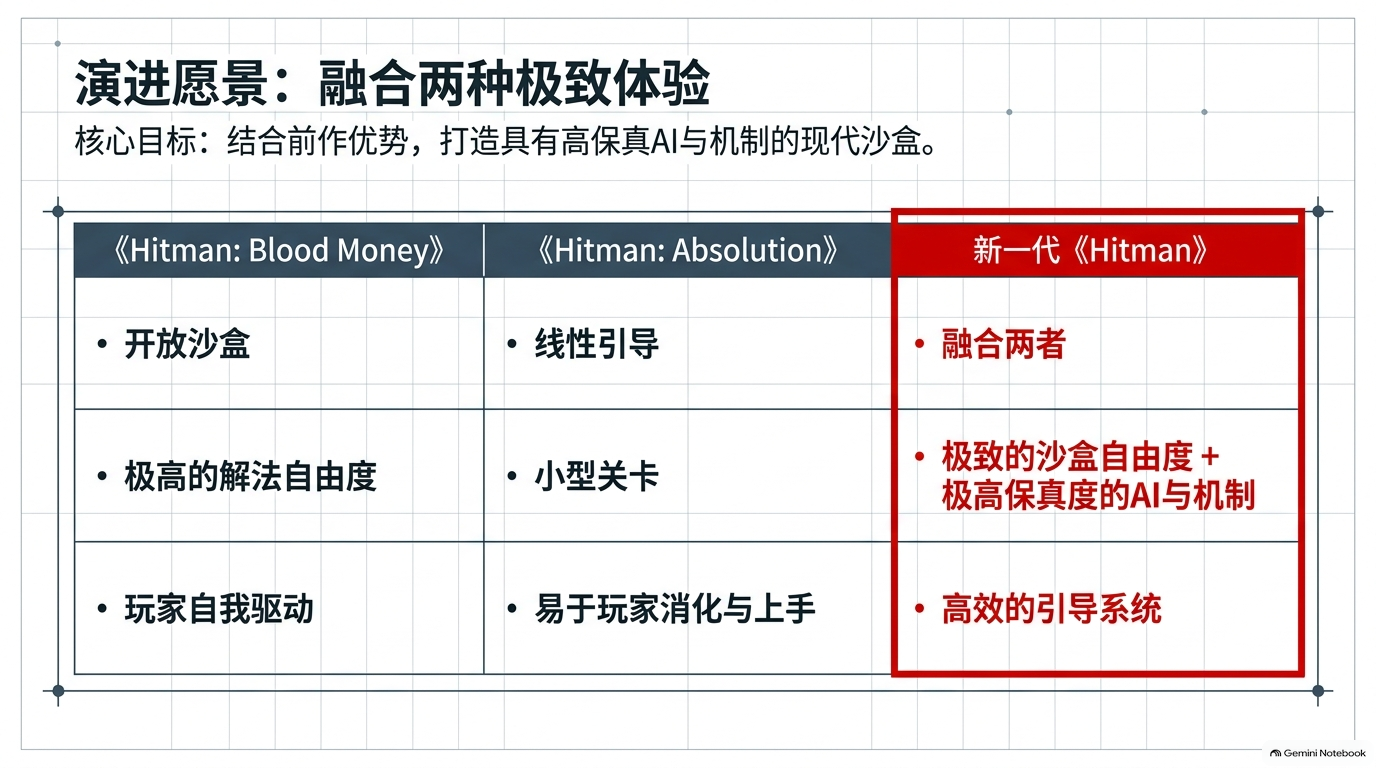 演进愿景：融合两种极致体验
核心目标：结合前作优势，打造具有高保真AI与机制的现代沙盒。
《Hitman: Blood Money》 《Hitman: Absolution》 新一代《Hitman》
• 开放沙盒 • 线性引导 • 融合两者
• 极高的解法自由度 • 小型关卡 • 极致的沙盒自由度 +
极高保真度的AI与机制
• 玩家自我驱动 • 易于玩家消化与上手 • 高效的引导系统
Gemini Notebook